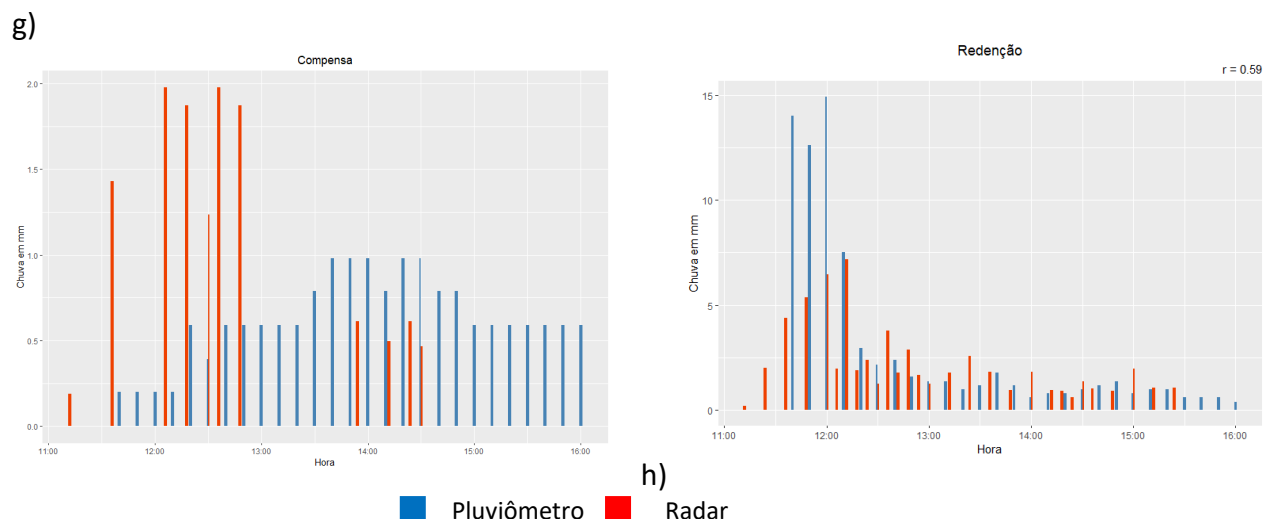 g)
Compensa
Chuva em mm
2.0
1.5
1.0
0.5
0.0
11:00 12:00 13:00 14:00 15:00 16:00
Hora
Redenção
r = 0.59
Chuva em mm
15
10
5
0
11:00 12:00 13:00 14:00 15:00 16:00
Hora
h)
Pluviômetro Radar